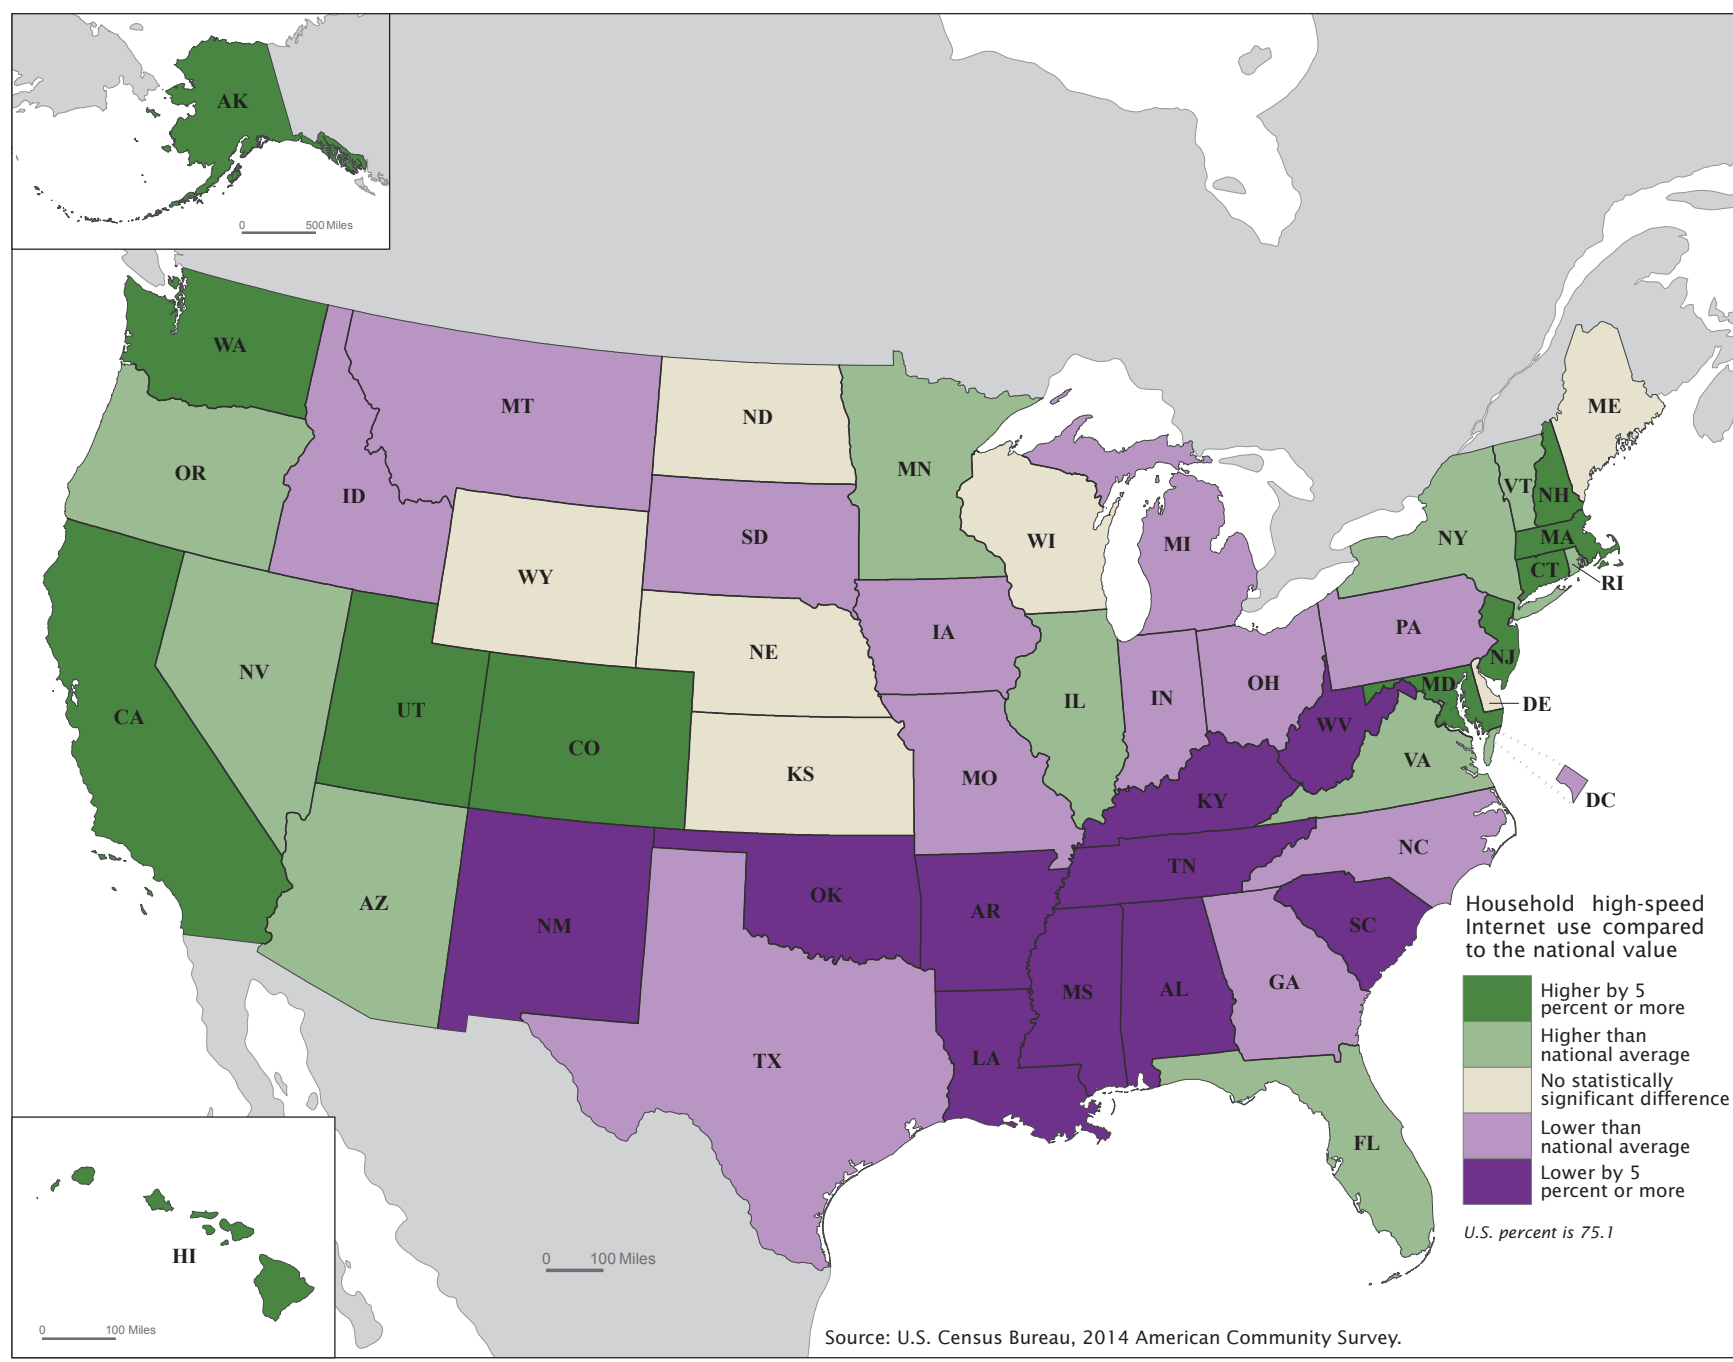 AK
0 500 Miles
WA
MT
ND
ME
OR
ID
MN
VT
NH
SD
WI
MI
NY
MA
WY
CT
RI
IA
PA
NE
NV
NJ
UT
IL
IN
OH
MD
DE
CA
CO
WV
KS
MO
VA
KY
DC
NC
TN
AZ
OK
AR
NM
SC
Household high-speed
Internet use compared
to the national value
GA
MS
AL
Higher by 5
percent or more
Higher than
national average
LA
TX
No statistically
significant difference
Lower than
national average
FL
Lower by 5
percent or more
U.S. percent is 75.1
HI
0 100 Miles
0 100 Miles
Source: U.S. Census Bureau, 2014 American Community Survey.